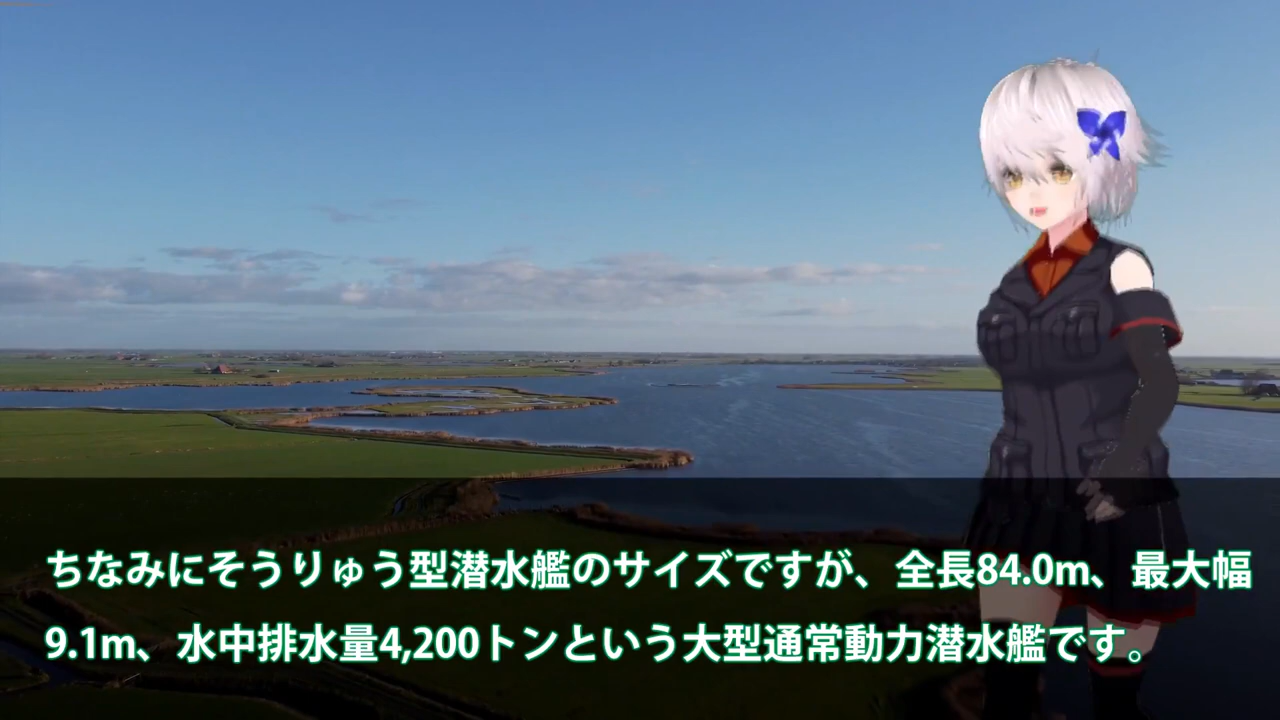 ちなみにそうりゅう型潜水艦のサイズですが、全長84.0m、最大幅
9.1m、水中排水量4,200トンという大型通常動力潜水艦です。